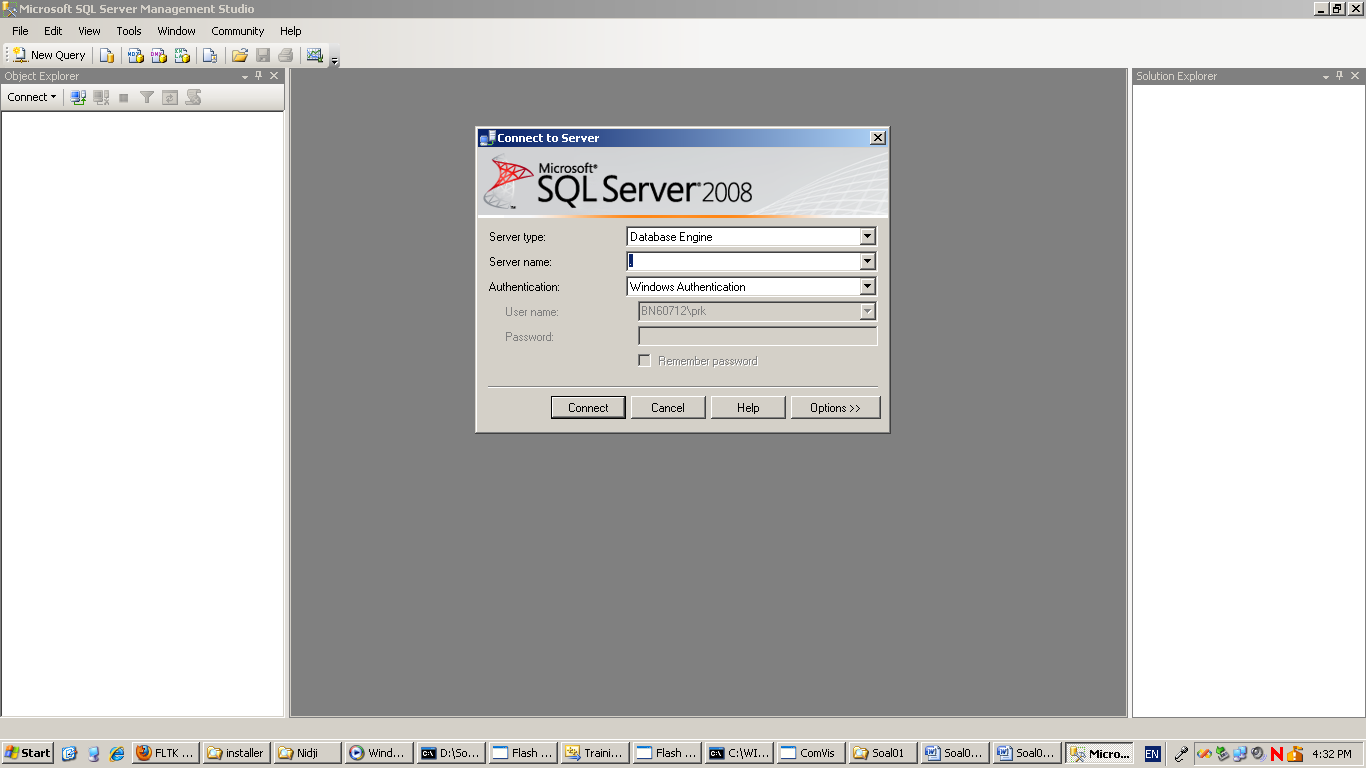 Microsoft SQL Server Management Studio
File Edit View Tools Window Community Help
New Query
Object Explorer
Connect
Solution Explorer
Connect to Server
Microsoft®
SQL Server® 2008
Server type: Database Engine
Server name: .
Authentication: Windows Authentication
User name: BN60712\prk
Password:
Remember password
Connect Cancel Help Options >>
Start FLTK ... installer Nidji Wind... D:\So... Flash ... Traini... Flash ... C:\WI... ComVis Soal01 Soal0... Soal0... Micro... EN 4:32 PM